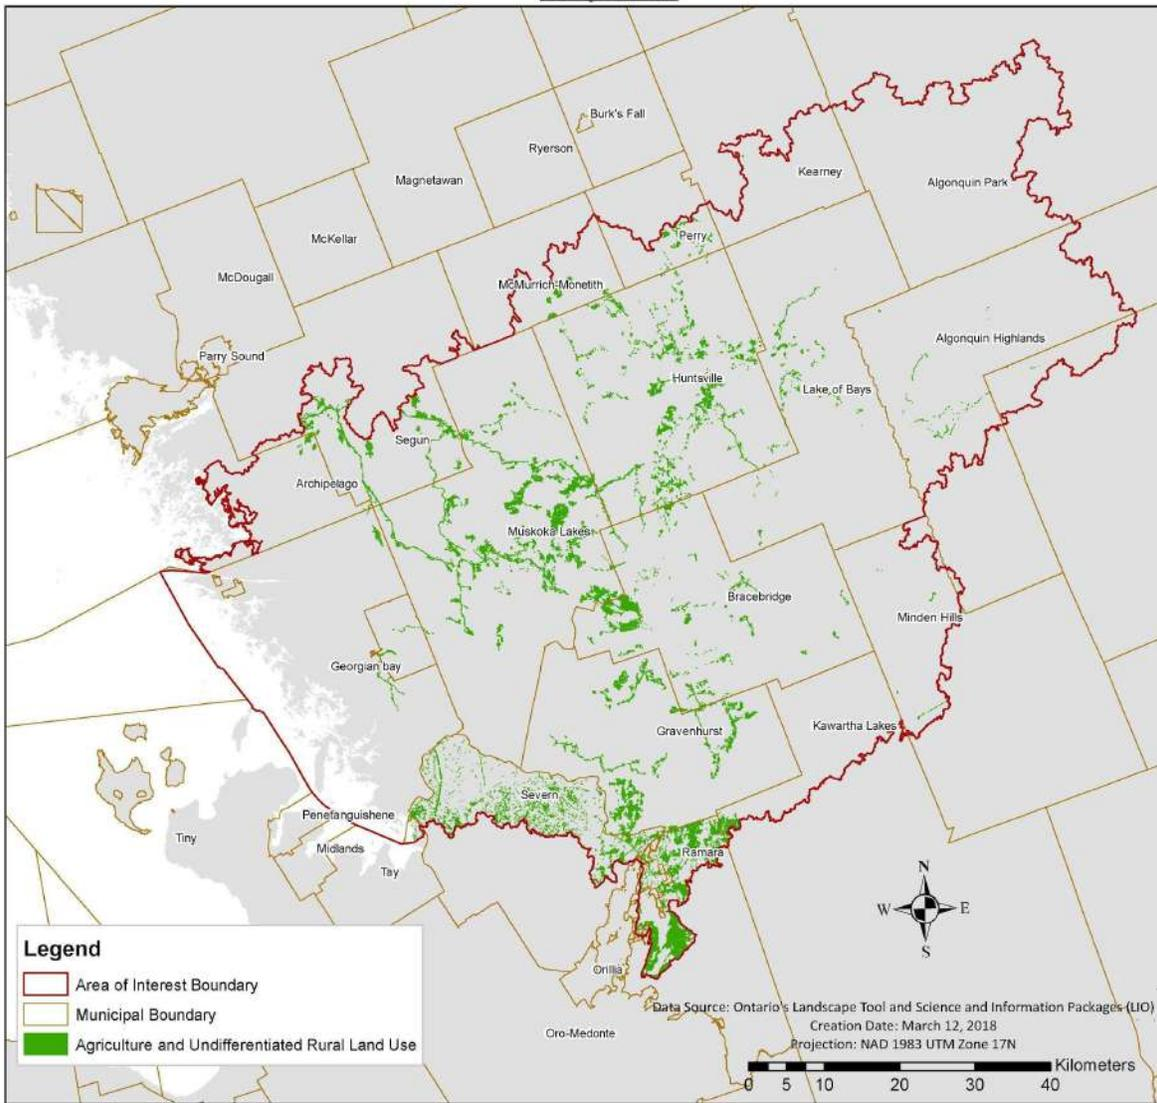 Burk's Fall
Ryerson
Magnetawan
Kearney
Algonquin Park
McKellar
Perry
McDougall
McMurrich-Monetith
Parry Sound
Algonquin Highlands
Huntsville
Lake of Bays
Segun
Archipelago
Muskoka Lakes
Bracebridge
Minden Hills
Georgian bay
Gravenhurst
Kawartha Lakes
Severn
Penetanguishene
Tiny
Midlands
Ramara
Tay
N
W
E
S
Orillia
Oro-Medonte
Legend
Area of Interest Boundary
Municipal Boundary
Agriculture and Undifferentiated Rural Land Use
Data Source: Ontario's Landscape Tool and Science and Information Packages (LIO)
Creation Date: March 12, 2018
Projection: NAD 1983 UTM Zone 17N
Kilometers
0 5 10 20 30 40